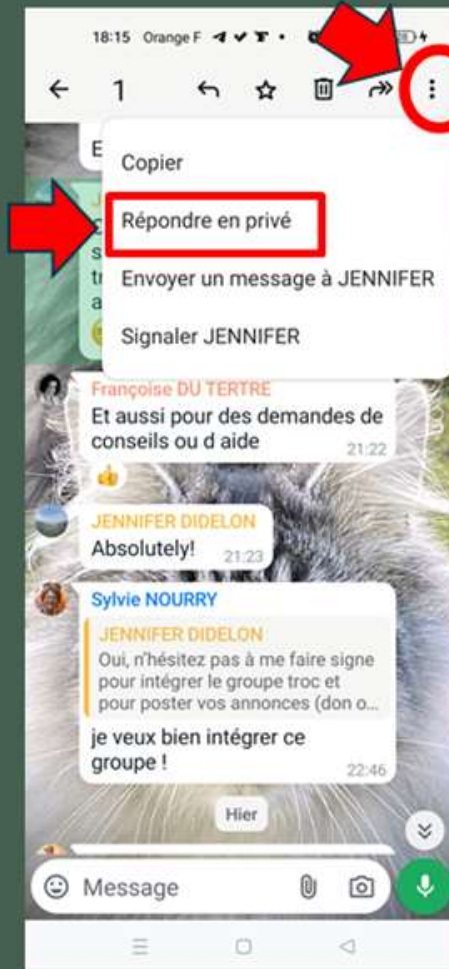 18:15 Orange F
1
Copier
Répondre en privé
Envoyer un message à JENNIFER
Signaler JENNIFER
Françoise DU TERTRE
Et aussi pour des demandes de
conseils ou d aide
21:22
JENNIFER DIDELON
Absolutely! 21:23
Sylvie NOURRY
JENNIFER DIDELON
Oui, n'hésitez pas à me faire signe
pour intégrer le groupe troc et
pour poster vos annonces (don o...
je veux bien intégrer ce
groupe !
22:46
Hier
Message